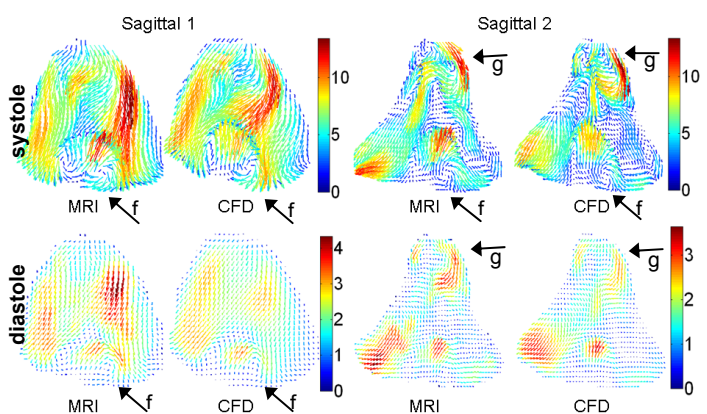 Sagittal 1 Sagittal 2
systole
10
5
0
g
g
10
5
0
MRI f CFD f MRI f CFD f
diastole
4
3
2
1
0
g
g
3
2
1
0
MRI f CFD f MRI CFD